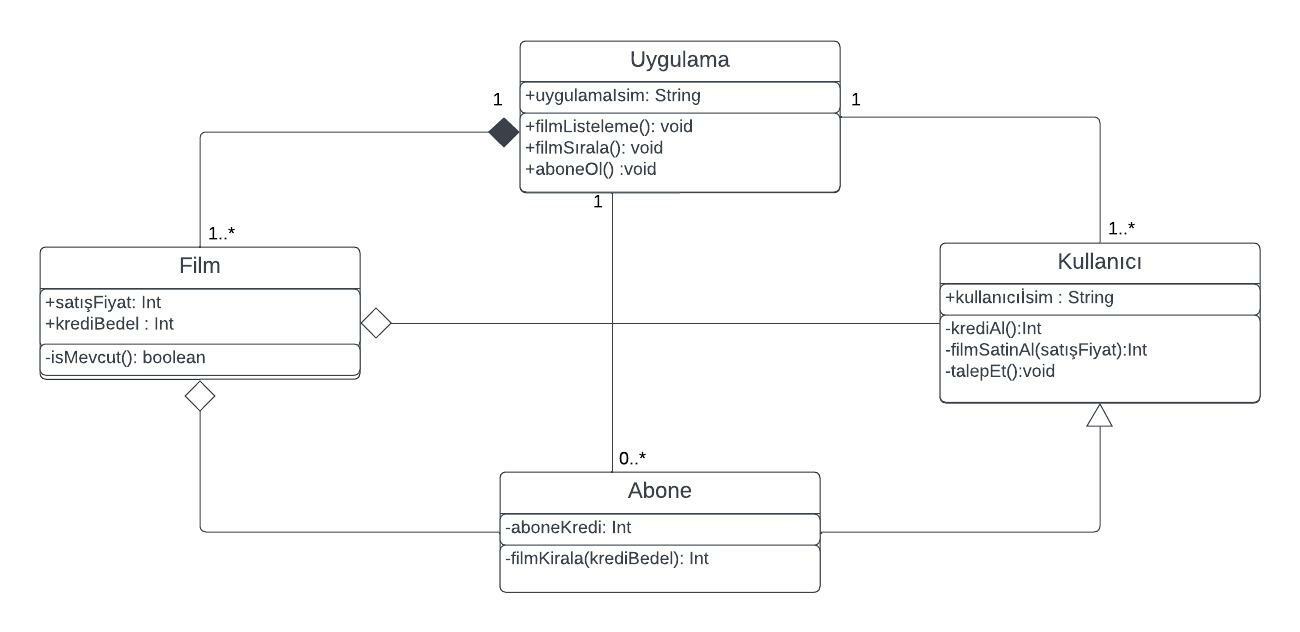 Uygulama
+uygulamaIsim: String
+filmListeleme(): void
+filmSırala(): void
+aboneOl() :void
1
1
1
1..*
1..*
Film
+satışFiyat: Int
+krediBedel : Int
-isMevcut(): boolean
Kullanıcı
+kullanıcıİsim : String
-krediAl():Int
-filmSatinAl(satışFiyat):Int
-talepEt():void
0..*
Abone
-aboneKredi: Int
-filmKirala(krediBedel): Int